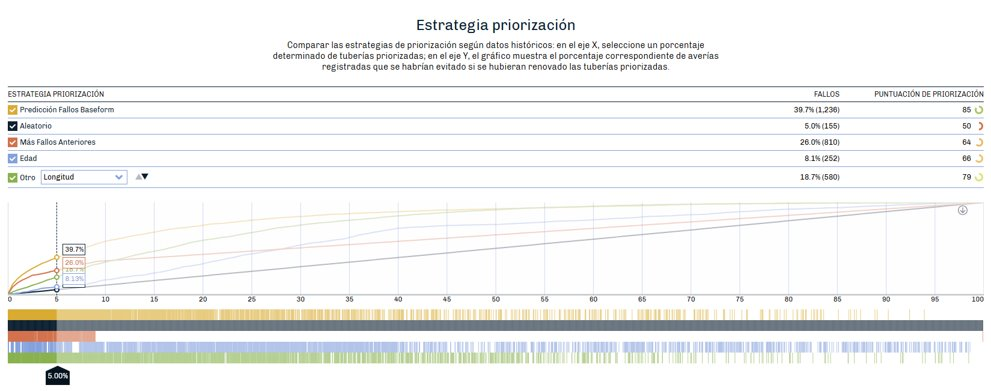 Estrategia priorización
Comparar las estrategias de priorización según datos históricos: en el eje X, seleccione un porcentaje
determinado de tuberías priorizadas; en el eje Y, el gráfico muestra el porcentaje correspondiente de averías
registradas que se habrían evitado si se hubieran renovado las tuberías priorizadas.
ESTRATEGIA PRIORIZACIÓN FALLOS PUNTUACIÓN DE PRIORIZACIÓN
Predicción Fallos Baseform 39.7% (1,236) 85
Aleatorio 5.0% (155) 50
Más Fallos Anteriores 26.0% (810) 64
Edad 8.1% (252) 66
Otro Longitud 18.7% (580) 79
39.7%
26.0%
8.13%
0 5 10 15 20 25 30 35 40 45 50 55 60 65 70 75 80 85 90 95 100
5.00%